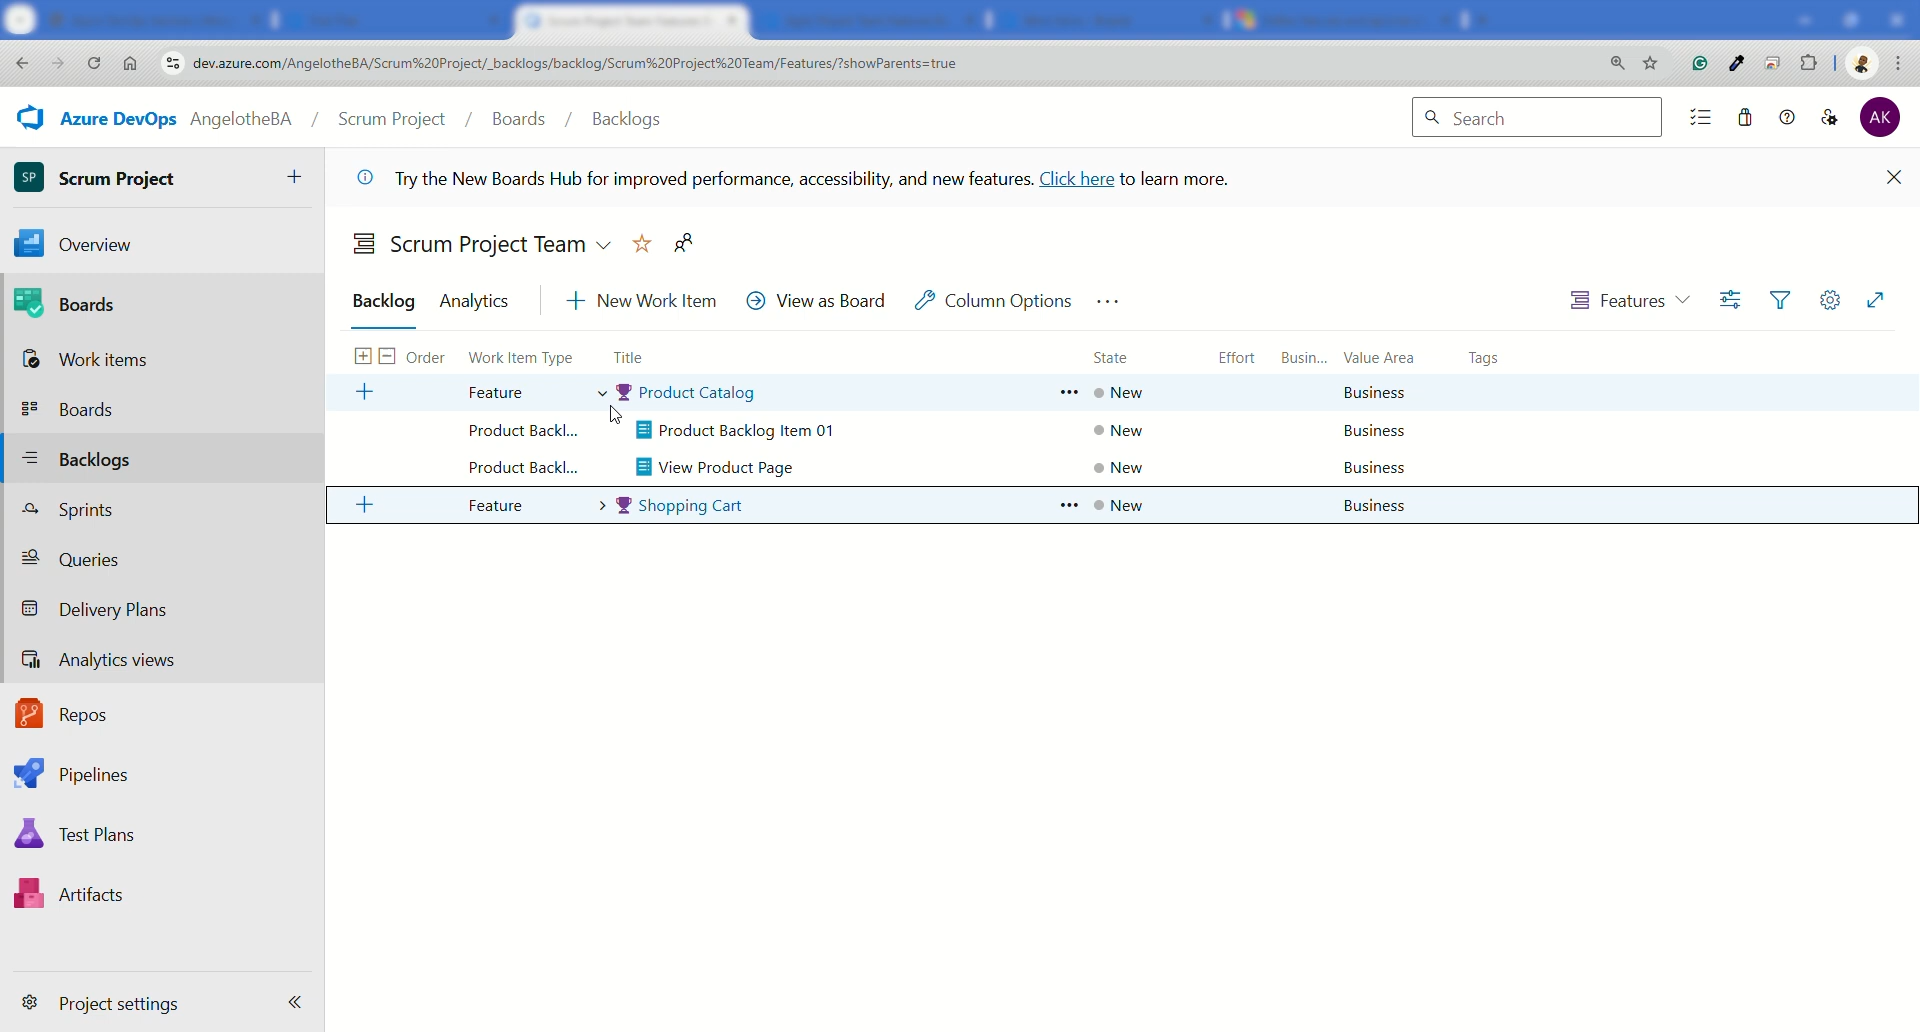 dev.azure.com/AngelotheBA/Scrum%20Project/_backlogs/backlog/Scrum%20Project%20Team/Features/?showParents=true
Azure DevOps AngelotheBA / Scrum Project / Boards / Backlogs
Search
AK
SP Scrum Project
Try the New Boards Hub for improved performance, accessibility, and new features. Click here to learn more.
Overview
Scrum Project Team
Boards
Backlog Analytics New Work Item View as Board Column Options Features
Work items
Order Work Item Type Title State Effort Busin... Value Area Tags
Boards
Feature Product Catalog New Business
Product Backl... Product Backlog Item 01 New Business
Backlogs
Product Backl... View Product Page New Business
Sprints
Feature Shopping Cart New Business
Queries
Delivery Plans
Analytics views
Repos
Pipelines
Test Plans
Artifacts
Project settings